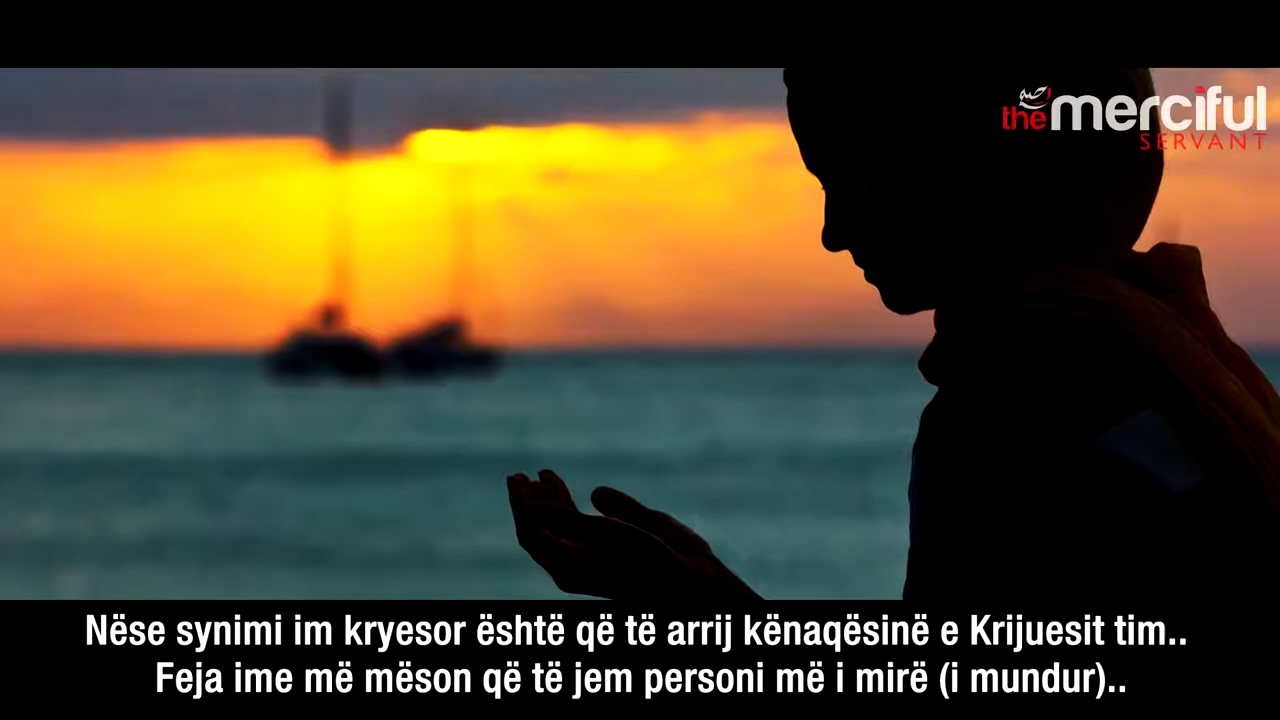 the merciful
SERVANT
Nëse synimi im kryesor është që të arrij kënaqësinë e Krijuesit tim..
Feja ime më mëson që të jem personi më i mirë (i mundur)..